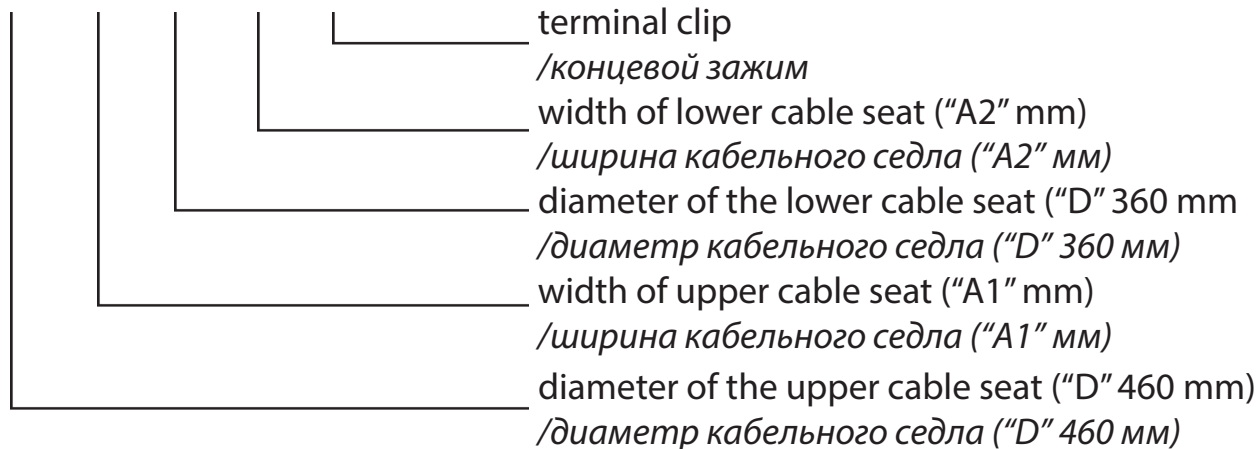 terminal clip
/концевой зажим
width of lower cable seat (“A2” mm)
/ширина кабельного седла (“A2” мм)
diameter of the lower cable seat (“D” 360 mm
/диаметр кабельного седла (“D” 360 мм)
width of upper cable seat (“A1” mm)
/ширина кабельного седла (“A1” мм)
diameter of the upper cable seat (“D” 460 mm)
/диаметр кабельного седла (“D” 460 мм)